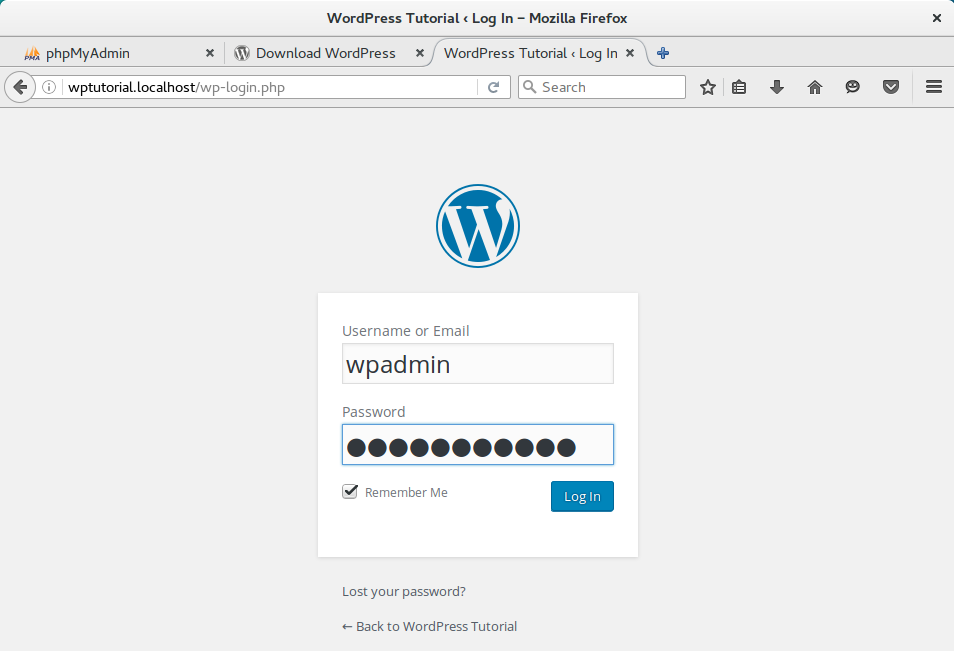 WordPress Tutorial ‹ Log In – Mozilla Firefox
phpMyAdmin Download WordPress WordPress Tutorial ‹ Log In
wptutorial.localhost/wp-login.php Search
Username or Email
wpadmin
Password
●●●●●●●●●●●
Remember Me Log In
Lost your password?
← Back to WordPress Tutorial